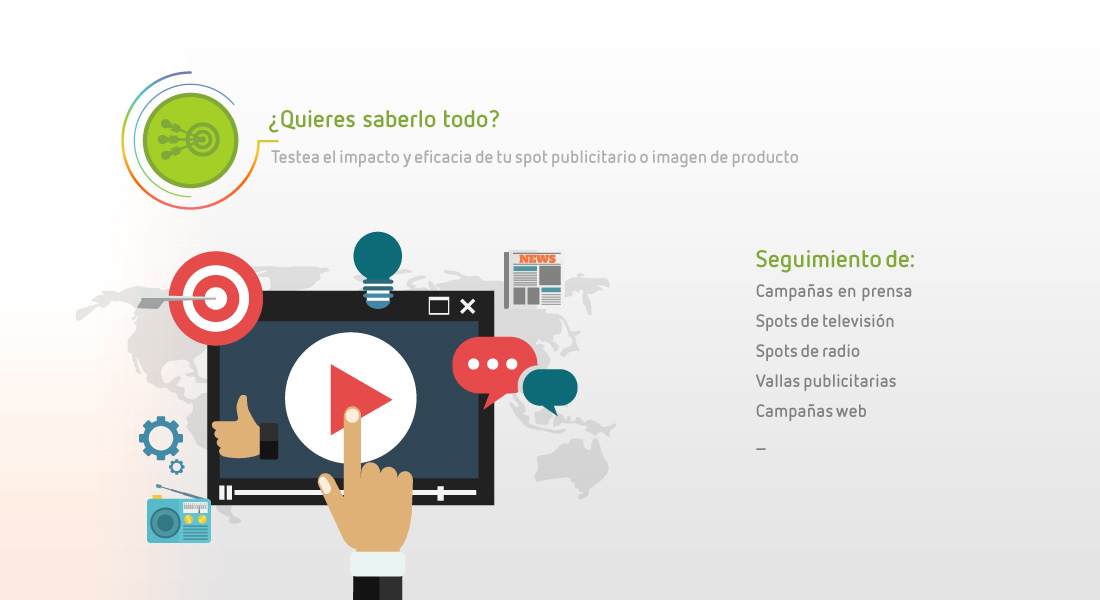 ¿Quieres saberlo todo?
Testea el impacto y eficacia de tu spot publicitario o imagen de producto
NEWS
Seguimiento de:
Campañas en prensa
Spots de televisión
Spots de radio
Vallas publicitarias
Campañas web
–